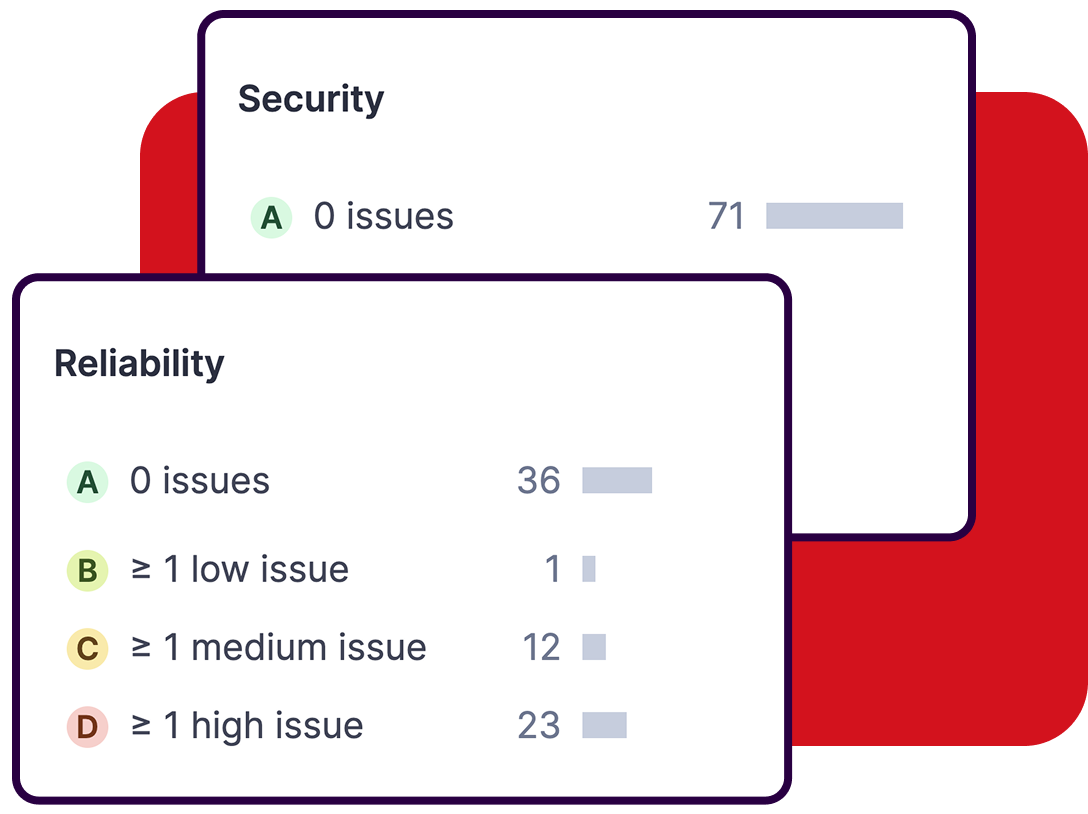 Security
A 0 issues 71
Reliability
A 0 issues 36
B ≥ 1 low issue 1
C ≥ 1 medium issue 12
D ≥ 1 high issue 23